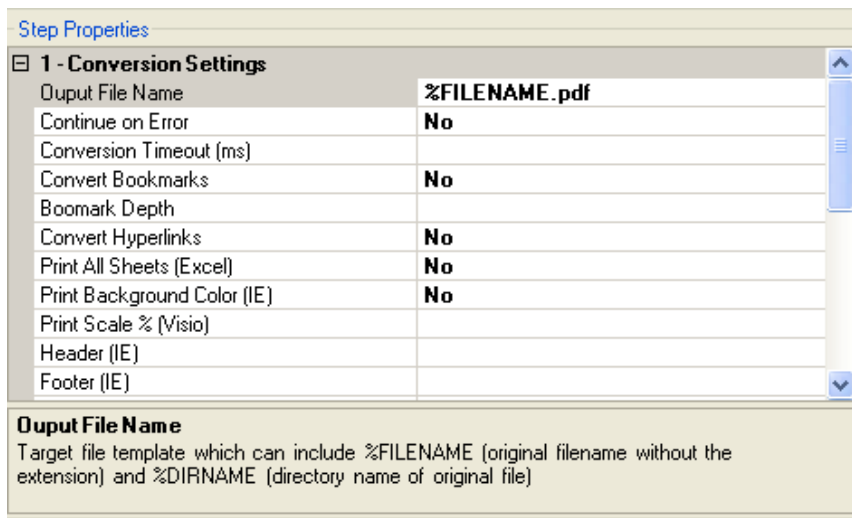 Step Properties
1 - Conversion Settings
Ouput File Name %FILENAME.pdf
Continue on Error No
Conversion Timeout (ms)
Convert Bookmarks No
Boomark Depth
Convert Hyperlinks No
Print All Sheets (Excel) No
Print Background Color (IE) No
Print Scale % (Visio)
Header (IE)
Footer (IE)
Ouput File Name
Target file template which can include %FILENAME (original filename without the
extension) and %DIRNAME (directory name of original file)